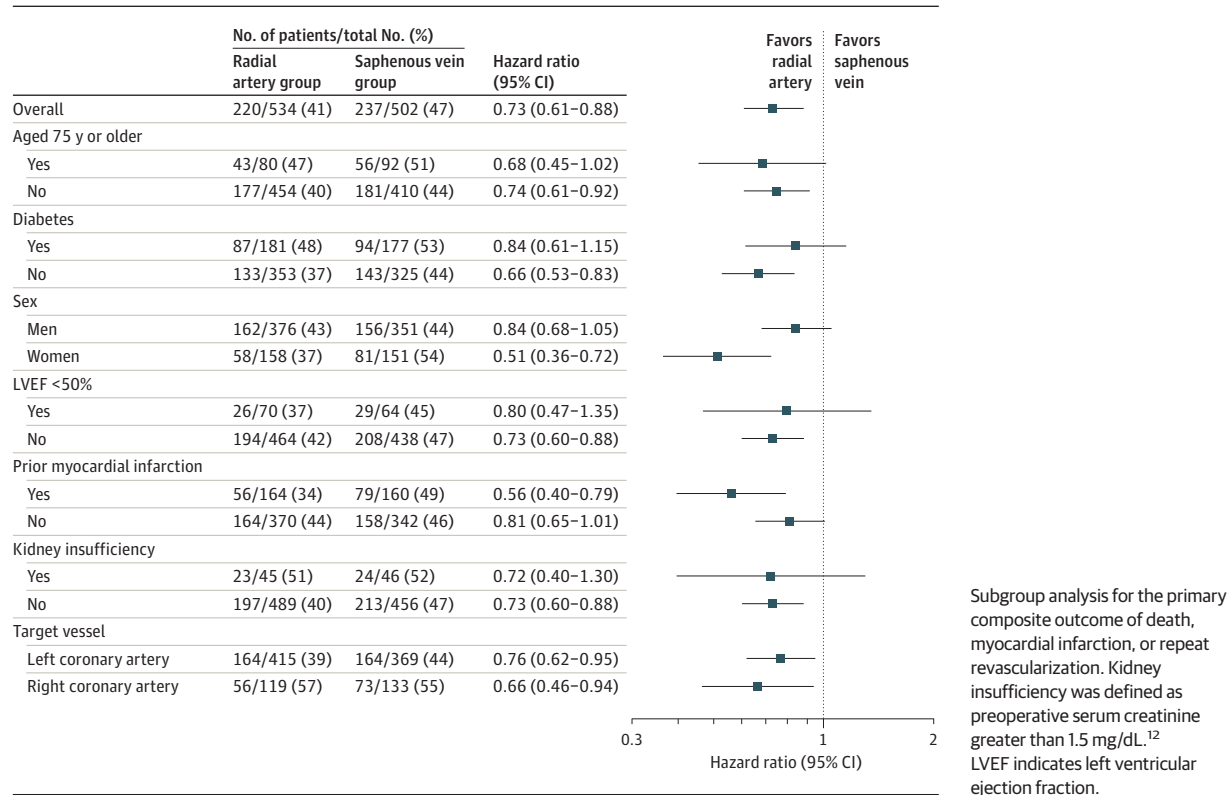 No. of patients/total No. (%)
Radial artery group Saphenous vein group Hazard ratio (95% CI) Favors radial artery Favors saphenous vein
Overall 220/534 (41) 237/502 (47) 0.73 (0.61–0.88)
Aged 75 y or older
Yes 43/80 (47) 56/92 (51) 0.68 (0.45–1.02)
No 177/454 (40) 181/410 (44) 0.74 (0.61–0.92)
Diabetes
Yes 87/181 (48) 94/177 (53) 0.84 (0.61–1.15)
No 133/353 (37) 143/325 (44) 0.66 (0.53–0.83)
Sex
Men 162/376 (43) 156/351 (44) 0.84 (0.68–1.05)
Women 58/158 (37) 81/151 (54) 0.51 (0.36–0.72)
LVEF <50%
Yes 26/70 (37) 29/64 (45) 0.80 (0.47–1.35)
No 194/464 (42) 208/438 (47) 0.73 (0.60–0.88)
Prior myocardial infarction
Yes 56/164 (34) 79/160 (49) 0.56 (0.40–0.79)
No 164/370 (44) 158/342 (46) 0.81 (0.65–1.01)
Kidney insufficiency
Yes 23/45 (51) 24/46 (52) 0.72 (0.40–1.30)
No 197/489 (40) 213/456 (47) 0.73 (0.60–0.88)
Target vessel
Left coronary artery 164/415 (39) 164/369 (44) 0.76 (0.62–0.95)
Right coronary artery 56/119 (57) 73/133 (55) 0.66 (0.46–0.94)
0.3 1 2
Hazard ratio (95% CI)
Subgroup analysis for the primary
composite outcome of death,
myocardial infarction, or repeat
revascularization. Kidney
insufficiency was defined as
preoperative serum creatinine
greater than 1.5 mg/dL.12
LVEF indicates left ventricular
ejection fraction.